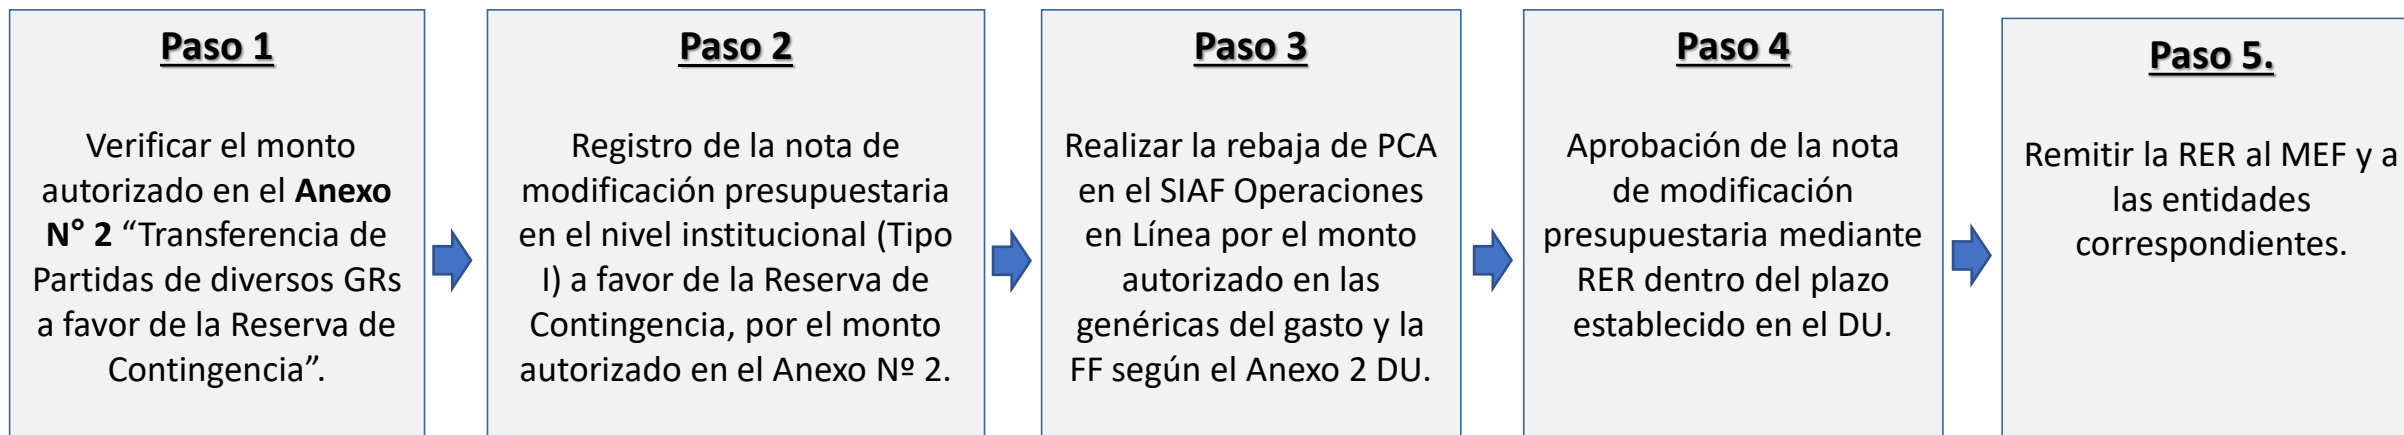 Paso 1
Verificar el monto
autorizado en el Anexo
N° 2 “Transferencia de
Partidas de diversos GRs
a favor de la Reserva de
Contingencia”.
Paso 2
Registro de la nota de
modificación presupuestaria
en el nivel institucional (Tipo
I) a favor de la Reserva de
Contingencia, por el monto
autorizado en el Anexo Nº 2.
Paso 3
Realizar la rebaja de PCA
en el SIAF Operaciones
en Línea por el monto
autorizado en las
genéricas del gasto y la
FF según el Anexo 2 DU.
Paso 4
Aprobación de la nota
de modificación
presupuestaria mediante
RER dentro del plazo
establecido en el DU.
Paso 5.
Remitir la RER al MEF y a
las entidades
correspondientes.